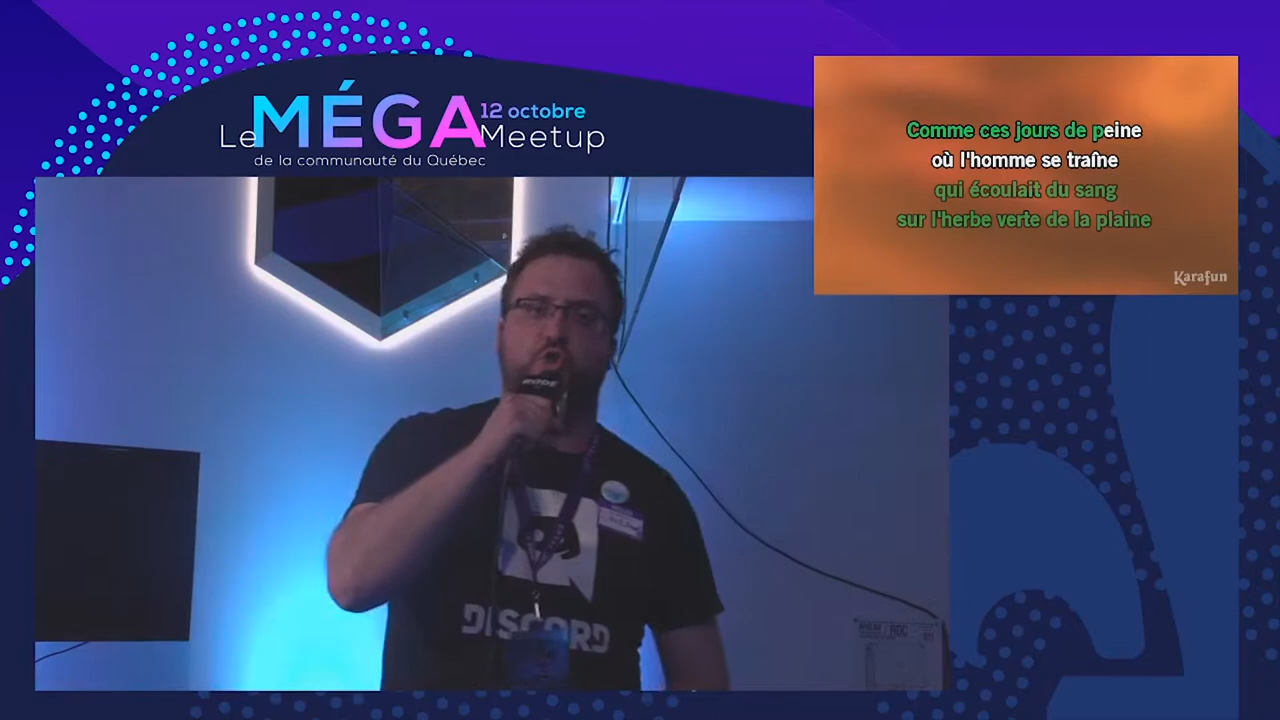 12 octobre
Le MÉGA Meetup
de la communauté du Québec
Comme ces jours de peine
où l'homme se traîne
qui écoulait du sang
sur l'herbe verte de la plaine
Karafun
RODE
DISCORD